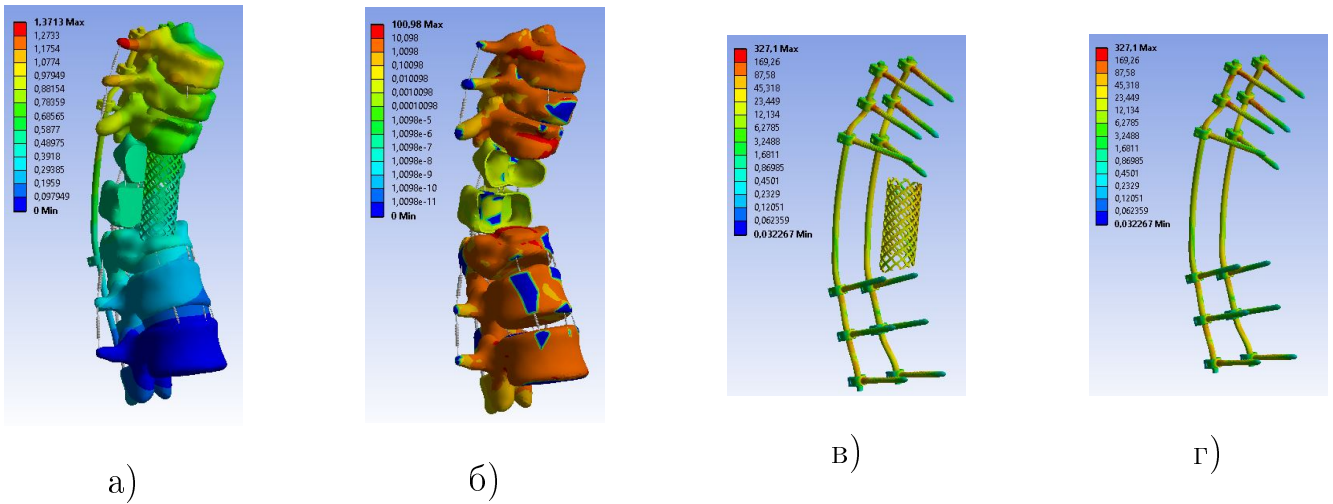 1,3713 Max
1,2733
1,1754
1,0774
0,97949
0,88154
0,78359
0,68565
0,5877
0,48975
0,3918
0,29385
0,1959
0,097949
0 Min
100,98 Max
10,098
1,0098
0,10098
0,010098
0,0010098
1,0098e-5
1,0098e-6
1,0098e-7
1,0098e-8
1,0098e-9
1,0098e-10
1,0098e-11
0 Min
327,1 Max
169,26
87,58
45,318
23,449
12,134
6,2785
3,2488
1,6811
0,86985
0,4501
0,2329
0,12051
0,062359
0,032267 Min
327,1 Max
169,26
87,58
45,318
23,449
12,134
6,2785
3,2488
1,6811
0,86985
0,4501
0,2329
0,12051
0,062359
0,032267 Min
а)
б)
в)
г)